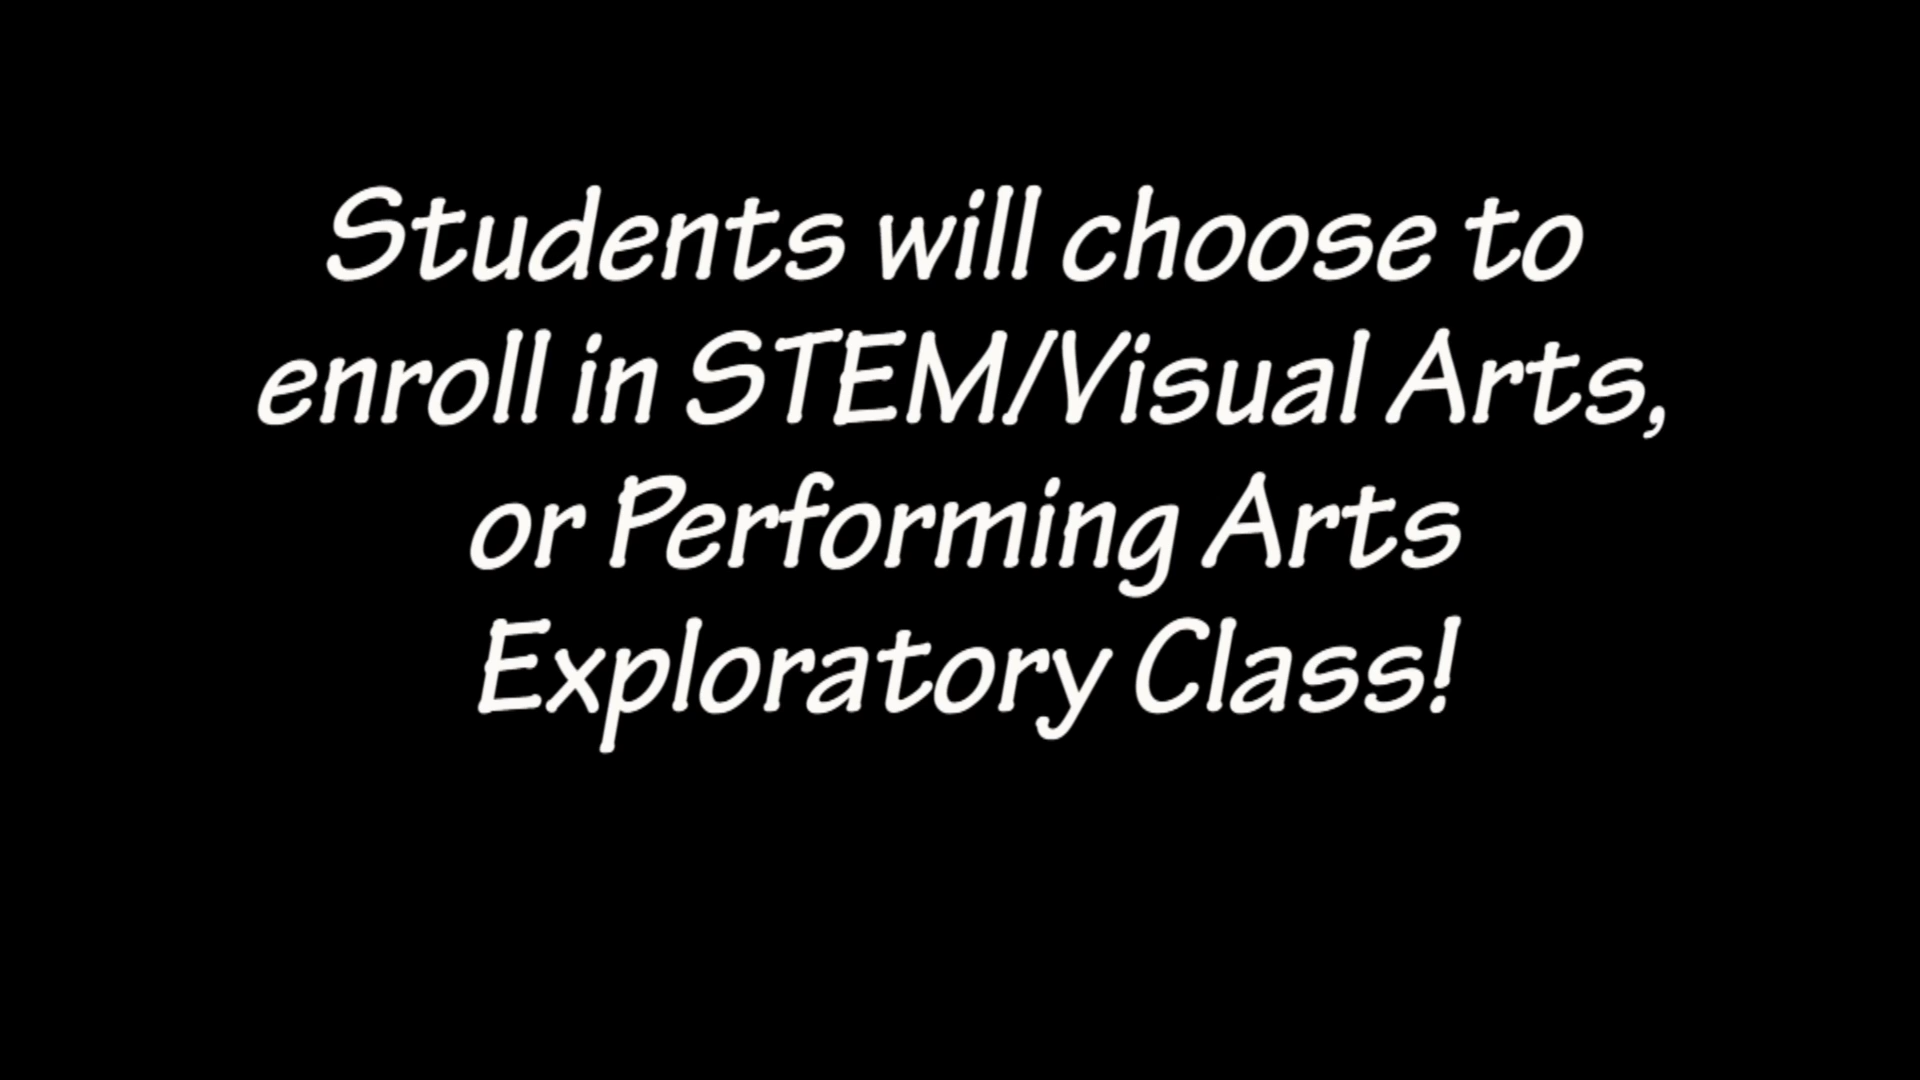 Students will choose to
enroll in STEM/Visual Arts,
or Performing Arts
Exploratory Class!